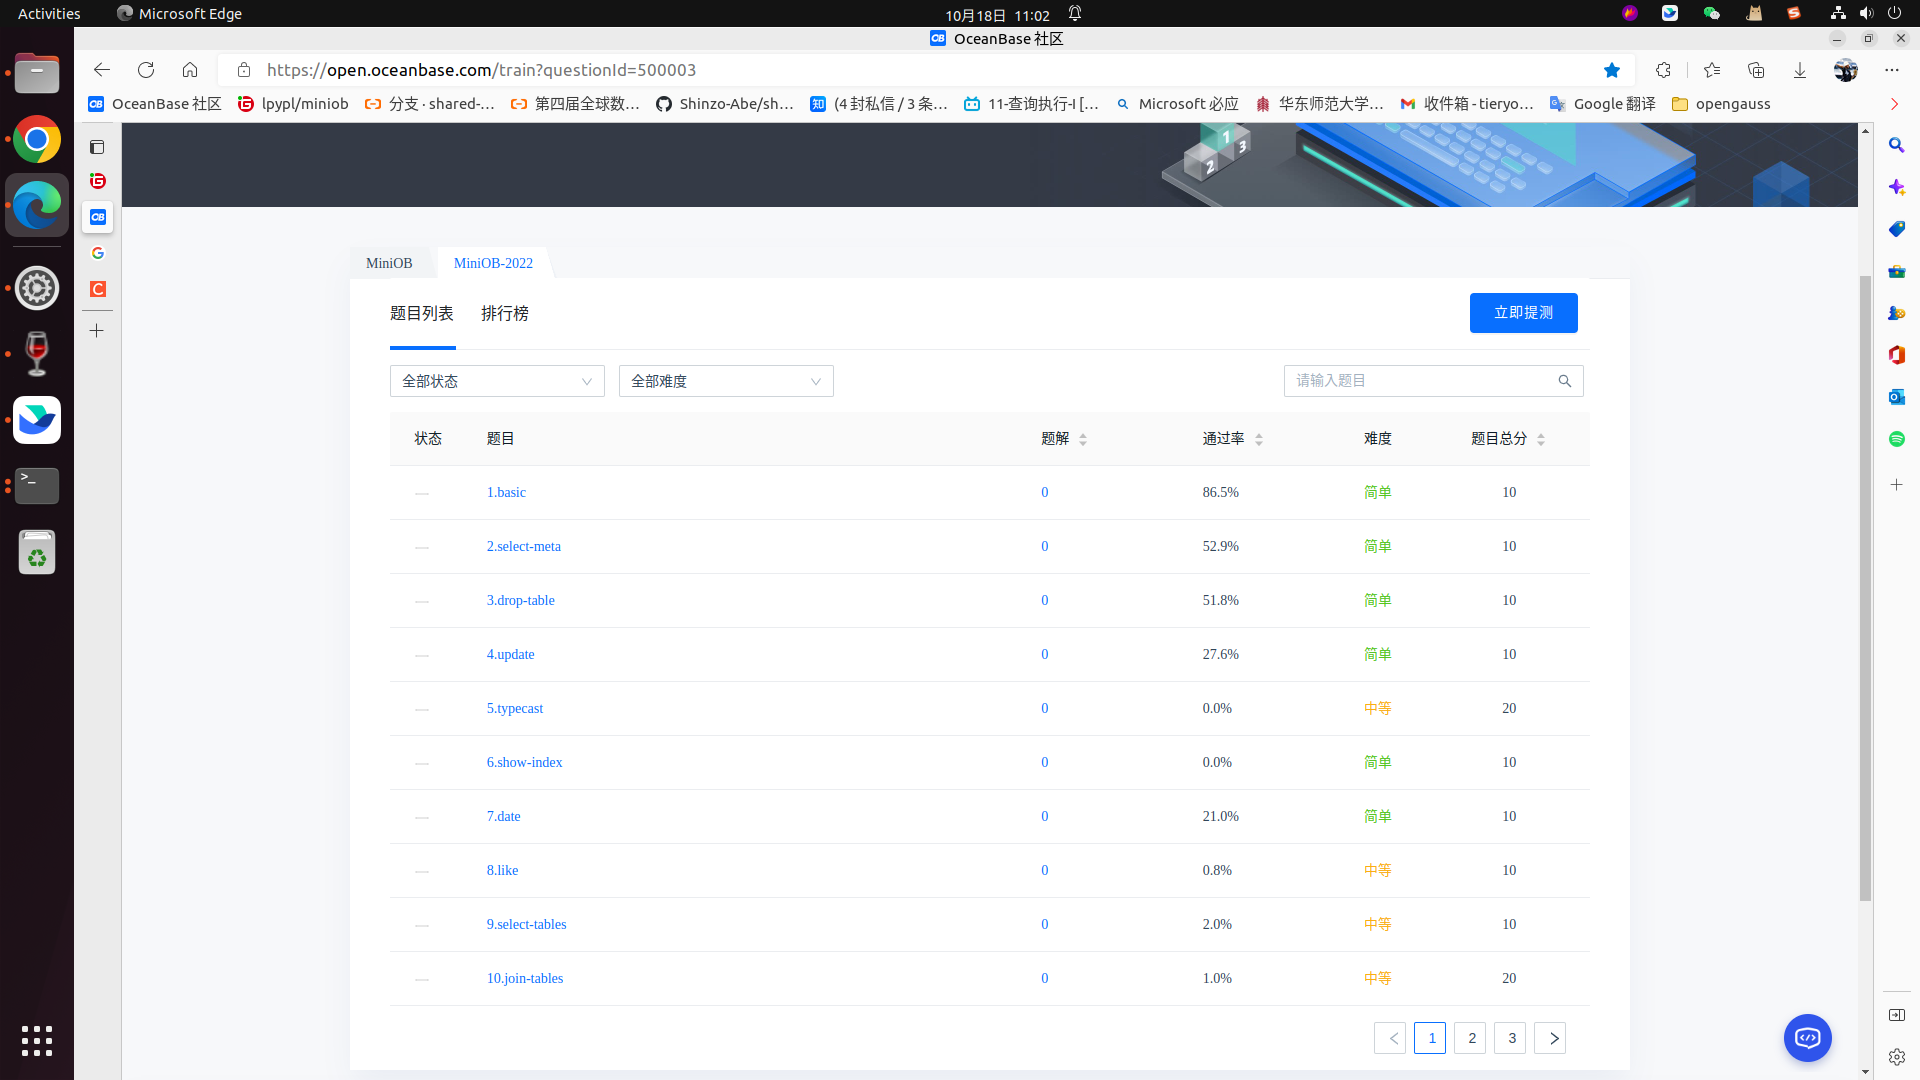 Activities
Microsoft Edge
10月18日 11:02
OceanBase 社区
https://open.oceanbase.com/train?questionId=500003
OceanBase 社区
lpypl/miniob
分支 · shared-...
第四届全球数...
Shinzo-Abe/sh...
(4 封私信 / 3 条...
11-查询执行-I [...
Microsoft 必应
华东师范大学...
收件箱 - tieryo...
Google 翻译
opengauss
1
2
3
MiniOB
MiniOB-2022
题目列表
排行榜
立即提测
全部状态
全部难度
请输入题目
状态 题目 题解 通过率 难度 题目总分
1.basic 0 86.5% 简单 10
2.select-meta 0 52.9% 简单 10
3.drop-table 0 51.8% 简单 10
4.update 0 27.6% 简单 10
5.typecast 0 0.0% 中等 20
6.show-index 0 0.0% 简单 10
7.date 0 21.0% 简单 10
8.like 0 0.8% 中等 10
9.select-tables 0 2.0% 中等 10
10.join-tables 0 1.0% 中等 20
1 2 3